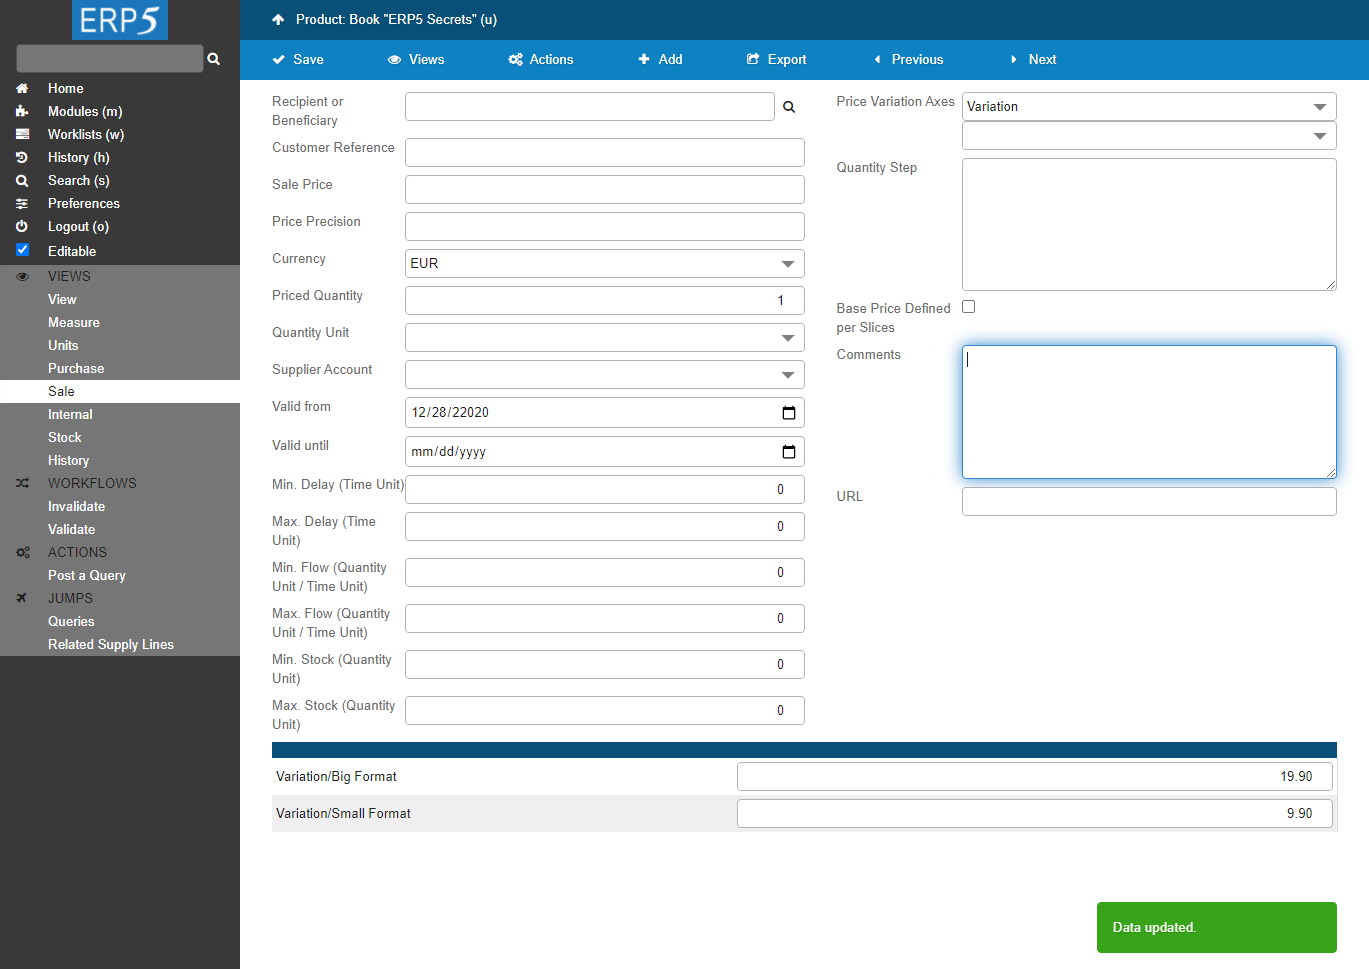 ERP5
Product: Book "ERP5 Secrets" (u)
Save
Views
Actions
Add
Export
Previous
Next
Home
Modules (m)
Worklists (w)
History (h)
Search (s)
Preferences
Logout (o)
Editable
VIEWS
View
Measure
Units
Purchase
Sale
Internal
Stock
History
WORKFLOWS
Invalidate
Validate
ACTIONS
Post a Query
JUMPS
Queries
Related Supply Lines
Recipient or
Beneficiary
Customer Reference
Sale Price
Price Precision
Currency EUR
Priced Quantity 1
Quantity Unit
Supplier Account
Valid from 12/28/22020
Valid until mm/dd/yyyy
Min. Delay (Time Unit) 0
Max. Delay (Time
Unit) 0
Min. Flow (Quantity
Unit / Time Unit) 0
Max. Flow (Quantity
Unit / Time Unit) 0
Min. Stock (Quantity
Unit) 0
Max. Stock (Quantity
Unit) 0
Price Variation Axes Variation
Quantity Step
Base Price Defined
per Slices
Comments
URL
Variation/Big Format 19.90
Variation/Small Format 9.90
Data updated.